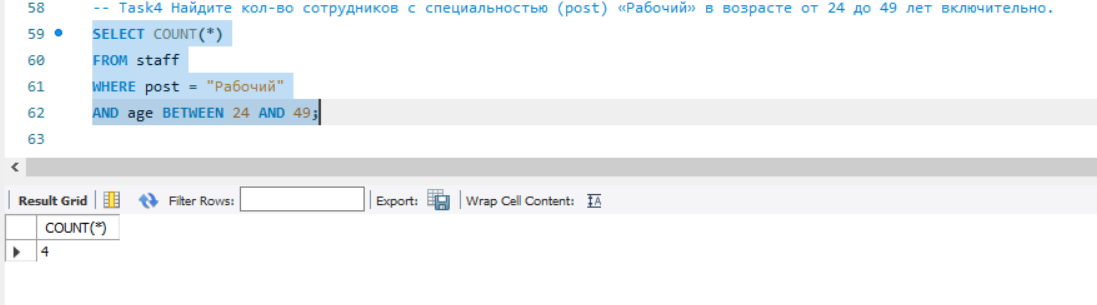 58 -- Task4 Найдите кол-во сотрудников с специальностью (post) «Рабочий» в возрасте от 24 до 49 лет включительно.
59 SELECT COUNT(*)
60 FROM staff
61 WHERE post = "Рабочий"
62 AND age BETWEEN 24 AND 49;
63
Result Grid Filter Rows: Export: Wrap Cell Content: IA
COUNT(*)
4